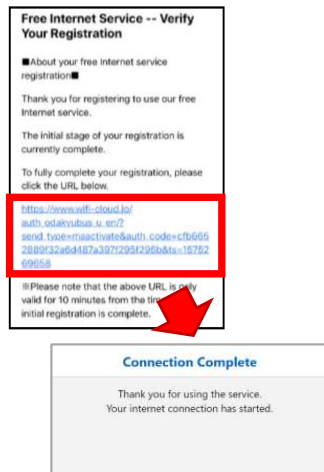 Free Internet Service -- Verify
Your Registration
■About your free Internet service
registration■
Thank you for registering to use our free
Internet service.
The initial stage of your registration is
currently complete.
To fully complete your registration, please
click the URL below.
https://www.wifi-cloud.jp/
auth_odakyubus_u_en/?
send_type=maactivate&auth_code=cfb665
2889f32a6d487a397f295f295b&ts=15752
69658
※Please note that the above URL is only
valid for 10 minutes from the
initial registration is complete.
Connection Complete
Thank you for using the service.
Your internet connection has started.